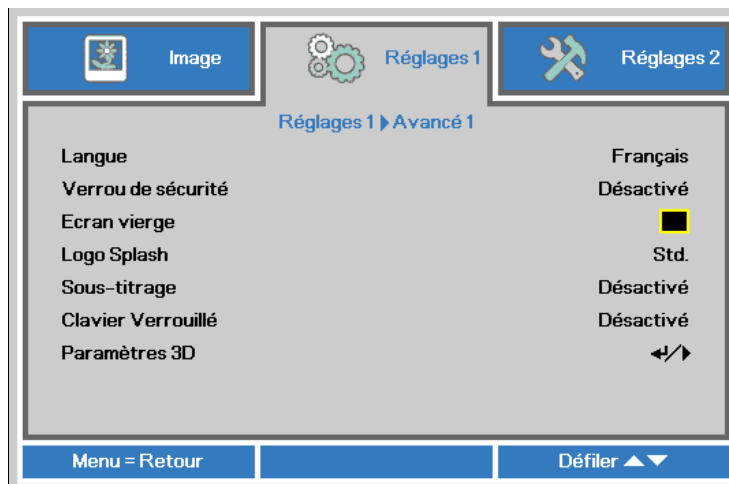 Image
Réglages 1
Réglages 2
Réglages 1 Avancé 1
Langue Français
Verrou de sécurité Désactivé
Ecran vierge
Logo Splash Std.
Sous-titrage Désactivé
Clavier Verrouillé Désactivé
Paramètres 3D
Menu = Retour
Défiler